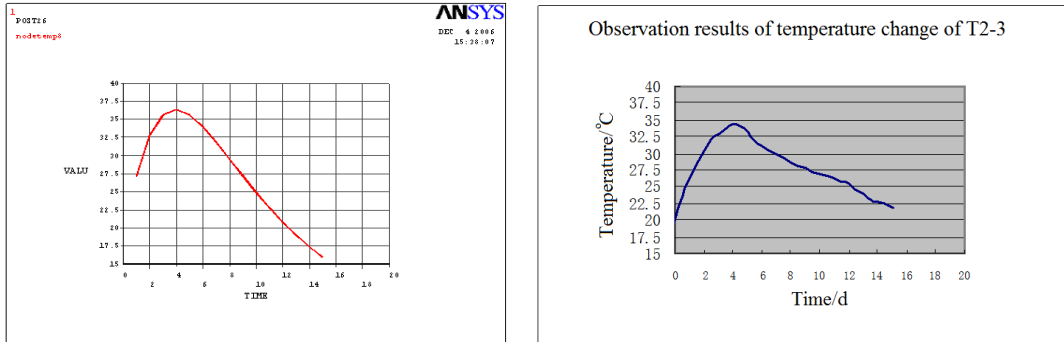 1
POST26
nodetemp8
ANSYS
DEC 4 2006
15:28:07
40
37.5
35
32.5
30
27.5
25
22.5
20
17.5
15
VALU
0 4 8 12 16 20
2 6 10 14 18
TIME
Observation results of temperature change of T2-3
40
37.5
35
32.5
30
27.5
25
22.5
20
17.5
15
Temperature/℃
0 2 4 6 8 10 12 14 16 18 20
Time/d